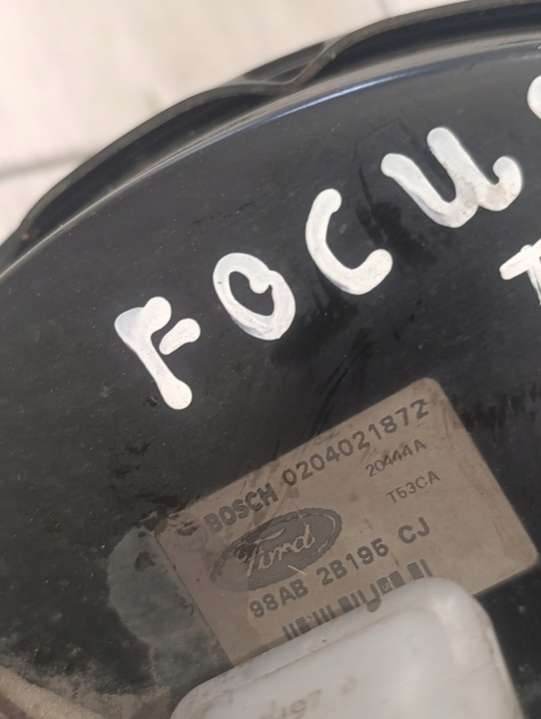 FOCUS
BOSCH 0204021872
20444A
T53CA
Ford
98AB 2B195 CJ